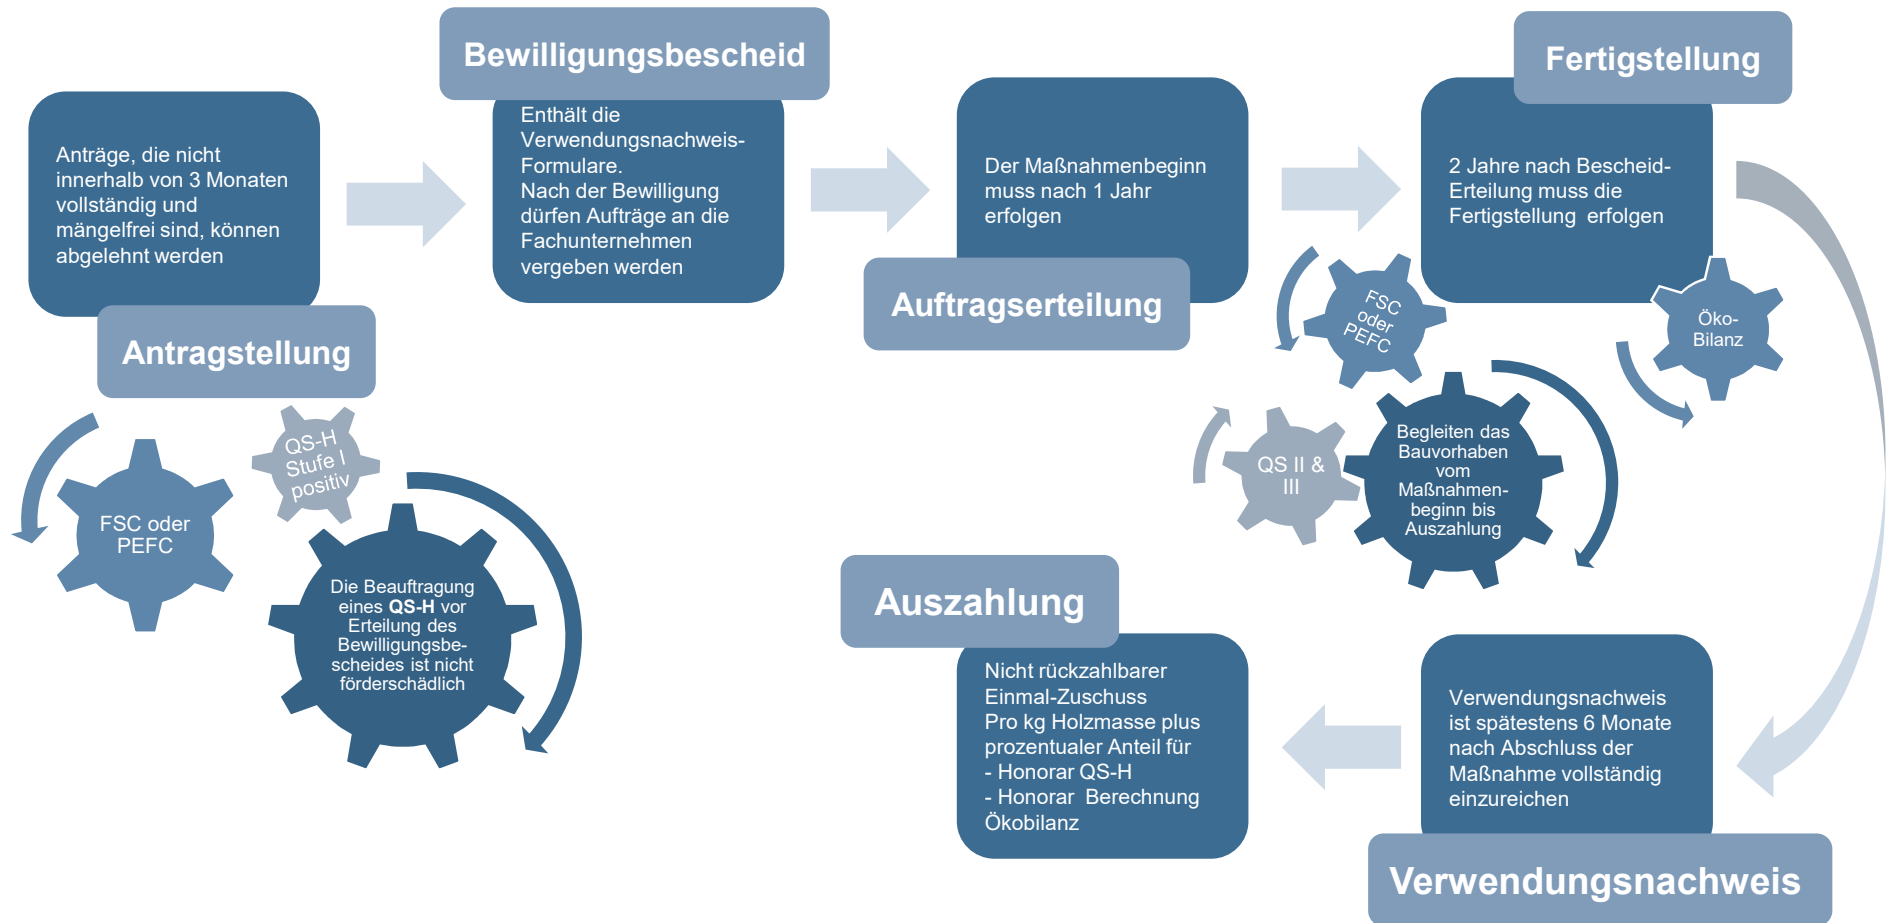 Anträge, die nicht
innerhalb von 3 Monaten
vollständig und
mängelfrei sind, können
abgelehnt werden
Antragstellung
FSC oder
PEFC
QS-H
Stufe I
positiv
Die Beauftragung
eines QS-H vor
Erteilung des
Bewilligungsbe-
scheides ist nicht
förderschädlich
Bewilligungsbescheid
Enthält die
Verwendungsnachweis-
Formulare.
Nach der Bewilligung
dürfen Aufträge an die
Fachunternehmen
vergeben werden
Der Maßnahmenbeginn
muss nach 1 Jahr
erfolgen
Auftragserteilung
Fertigstellung
2 Jahre nach Bescheid-
Erteilung muss die
Fertigstellung  erfolgen
FSC
oder
PEFC
QS II &
III
Begleiten das
Bauvorhaben
vom
Maßnahmen-
beginn bis
Auszahlung
Öko-
Bilanz
Verwendungsnachweis
ist spätestens 6 Monate
nach Abschluss der
Maßnahme vollständig
einzureichen
Verwendungsnachweis
Auszahlung
Nicht rückzahlbarer
Einmal-Zuschuss
Pro kg Holzmasse plus
prozentualer Anteil für
- Honorar QS-H
- Honorar  Berechnung
Ökobilanz